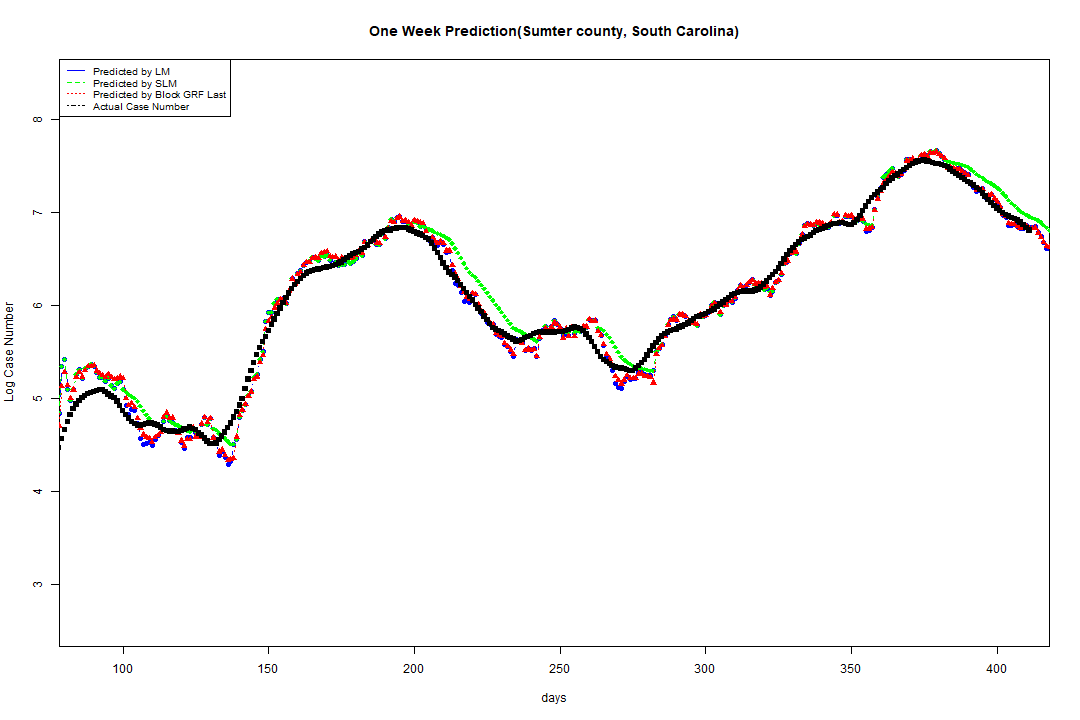 One Week Prediction(Sumter county, South Carolina)
Predicted by LM
Predicted by SLM
Predicted by Block GRF Last
Actual Case Number
8
7
6
5
4
3
Log Case Number
100 150 200 250 300 350 400
days